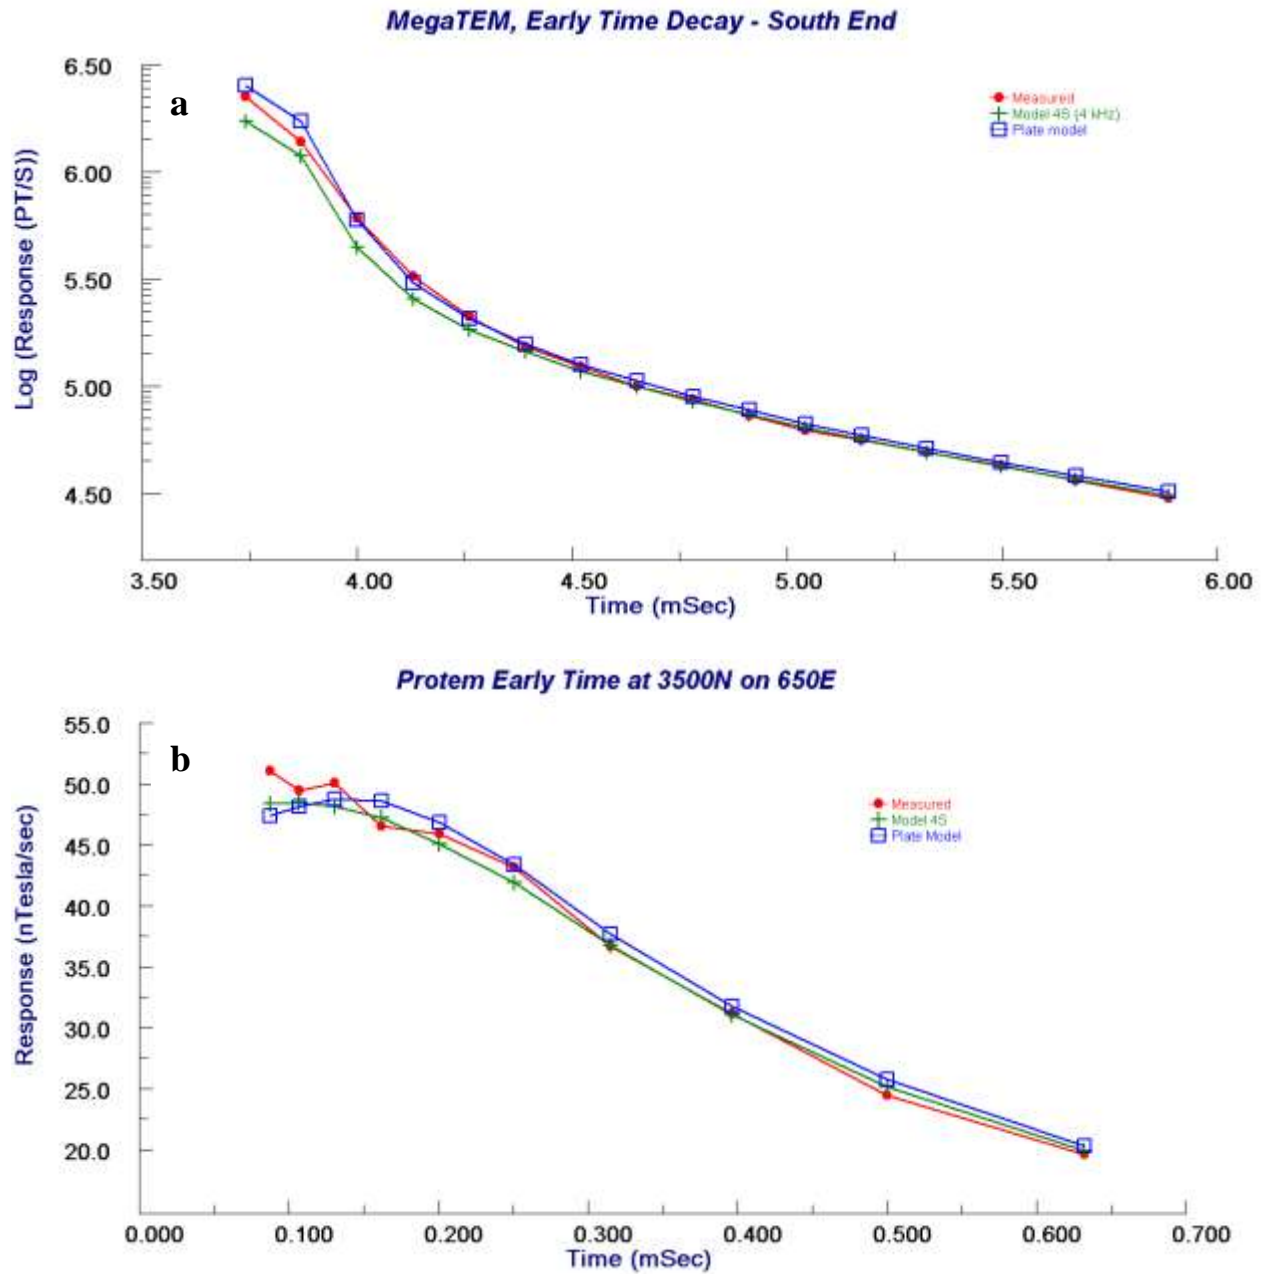 MegaTEM, Early Time Decay - South End
a
Measured
Model 4S (4 kHz)
Plate model
Log (Response (PT/S))
6.50
6.00
5.50
5.00
4.50
3.50 4.00 4.50 5.00 5.50 6.00
Time (mSec)
Protem Early Time at 3500N on 650E
b
Measured
Model 4S
Plate Model
Response (nTesla/sec)
55.0
50.0
45.0
40.0
35.0
30.0
25.0
20.0
0.000 0.100 0.200 0.300 0.400 0.500 0.600 0.700
Time (mSec)